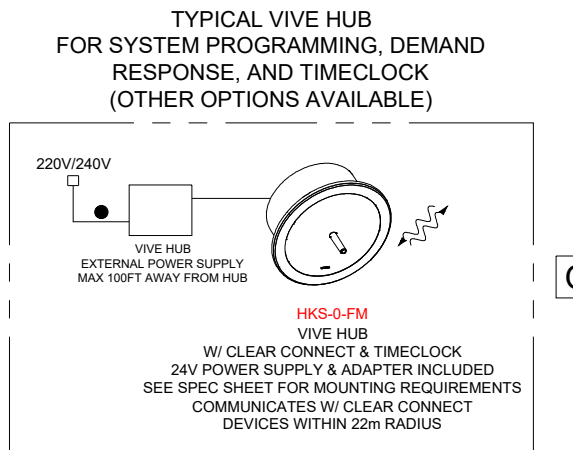 TYPICAL VIVE HUB
FOR SYSTEM PROGRAMMING, DEMAND
RESPONSE, AND TIMECLOCK
(OTHER OPTIONS AVAILABLE)
220V/240V
VIVE HUB
EXTERNAL POWER SUPPLY
MAX 100FT AWAY FROM HUB
HKS-0-FM
VIVE HUB
W/ CLEAR CONNECT & TIMECLOCK
24V POWER SUPPLY & ADAPTER INCLUDED
SEE SPEC SHEET FOR MOUNTING REQUIREMENTS
COMMUNICATES W/ CLEAR CONNECT
DEVICES WITHIN 22m RADIUS